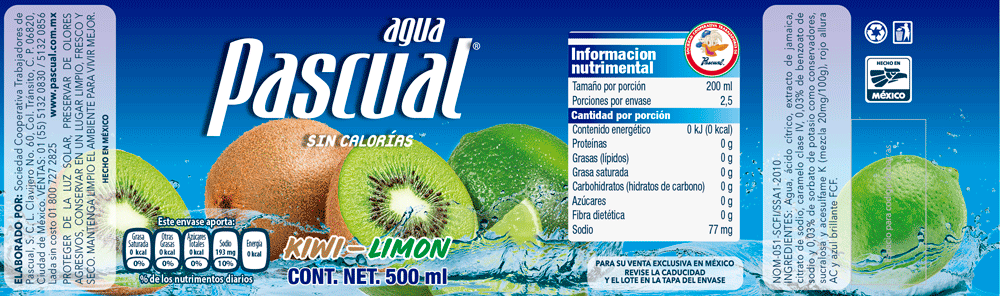 ELABORADO POR: Sociedad Cooperativa Trabajadores de
Pascual, S. C. L. Clavijero No. 60, Col. Tránsito, C. P. 06820,
Ciudad de México. VENTAS: 01 (55) 5132 0830 / 5132 0856
Lada sin costo 01 800 727 2825 www.pascual.com.mx
PROTEGER DE LA LUZ SOLAR, PRESERVAR DE OLORES
AGRESIVOS, CONSERVAR EN UN LUGAR LIMPIO, FRESCO Y
SECO. MANTENGA LIMPIO EL AMBIENTE PARA VIVIR MEJOR.
HECHO EN MÉXICO
agua
Pascual®
SIN CALORÍAS
KIWI – LIMON
CONT. NET. 500 ml
Este envase aporta:
Grasa Saturada 0 kcal 0%
Otras Grasas 0 kcal 0%
Azúcares Totales 0 kcal 0%
Sodio 193 mg 10%
Energía 0 kcal
% de los nutrimentos diarios
Informacion
nutrimental
Pascual
Tamaño por porción 200 ml
Porciones por envase 2,5
Cantidad por porción
Contenido energético 0 kJ (0 kcal)
Proteínas 0 g
Grasas (lípidos) 0 g
Grasa saturada 0 g
Carbohidratos (hidratos de carbono) 0 g
Azúcares 0 g
Fibra dietética 0 g
Sodio 77 mg
PARA SU VENTA EXCLUSIVA EN MÉXICO
REVISE LA CADUCIDAD
Y EL LOTE EN LA TAPA DEL ENVASE
NOM-051-SCFI/SSA1-2010
INGREDIENTES: Agua, ácido cítrico, extracto de jamaica,
citrato de sodio, caramelo clase IV, 0,03% de benzoato de
sodio y 0,03% de sorbato de potasio como conservadores,
sucralosa y acesulfame K (mezcla 20mg/100g), rojo allura
AC y azul brillante FCF.
HECHO EN
MÉXICO